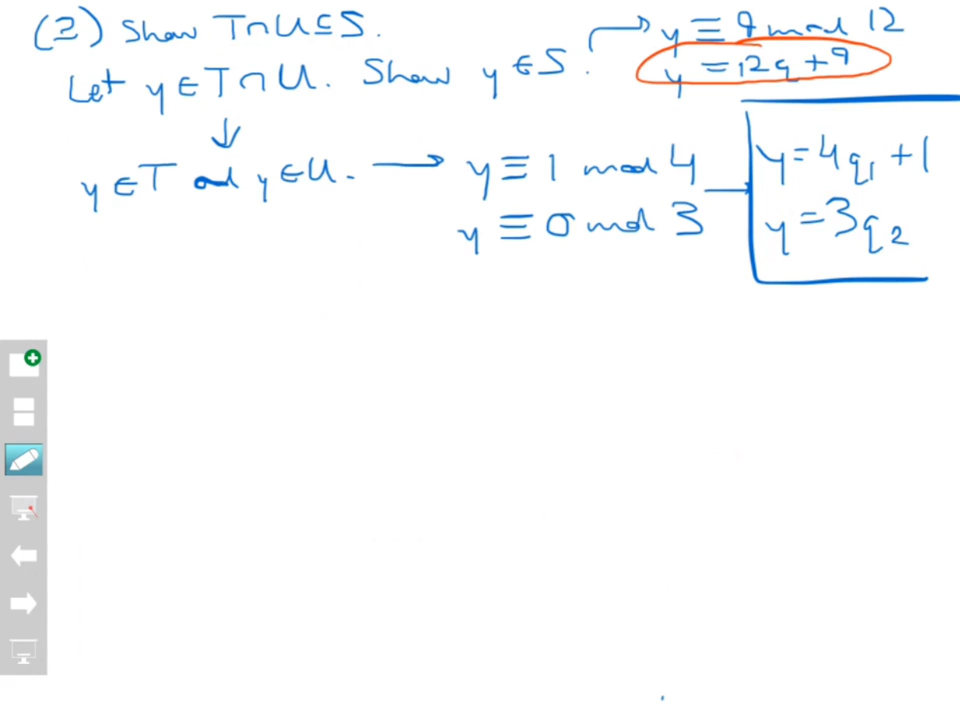 (2) Show T∩U⊆S.
y ≡ 9 mod 12
Let y∈T∩U. Show y∈S.
y = 12q + 9
y∈T and y∈U.
y ≡ 1 mod 4
y ≡ 0 mod 3
y = 4q₁ + 1
y = 3q₂